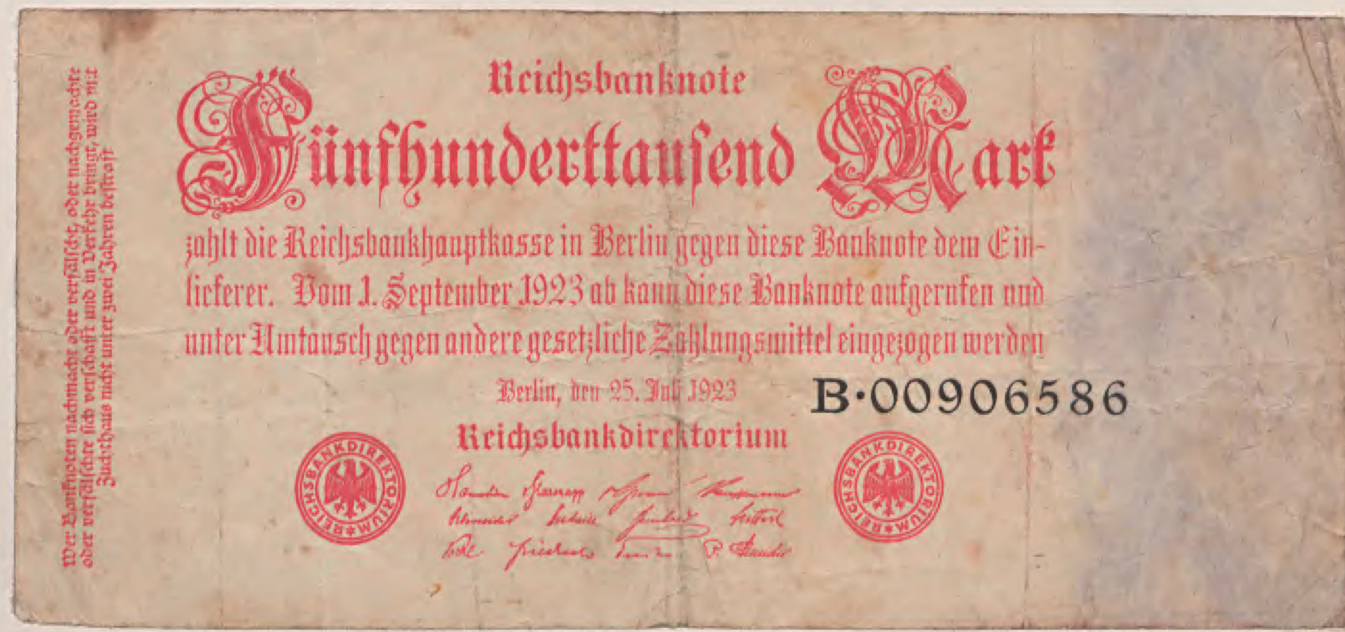 Reichsbanknote
Fünfhunderttausend Mark
zahlt die Reichsbankhauptkasse in Berlin gegen diese Banknote dem Ein-
lieferer. Vom 1. September 1923 ab kann diese Banknote aufgerufen und
unter Umtausch gegen andere gesetzliche Zahlungsmittel eingezogen werden
Berlin, den 25. Juli 1923
B·00906586
Reichsbankdirektorium
REICHSBANKDIREKTORIUM
REICHSBANKDIREKTORIUM
Wer Banknoten nachmacht oder verfälscht, oder nachgemachte
oder verfälschte sich verschafft und in Verkehr bringt, wird mit
Zuchthaus nicht unter zwei Jahren bestraft